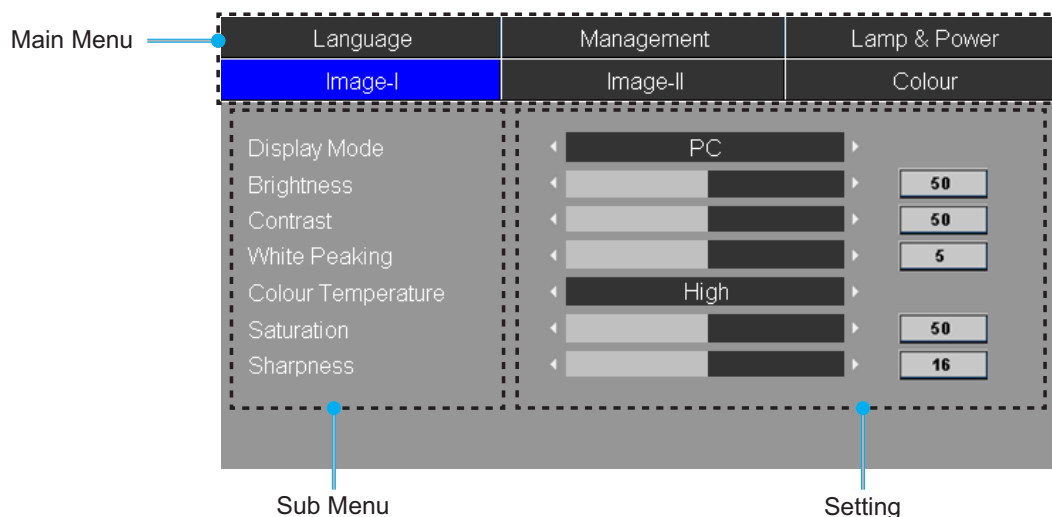 Main Menu
Language Management Lamp & Power
Image-I Image-II Colour
Display Mode PC
Brightness 50
Contrast 50
White Peaking 5
Colour Temperature High
Saturation 50
Sharpness 16
Sub Menu Setting